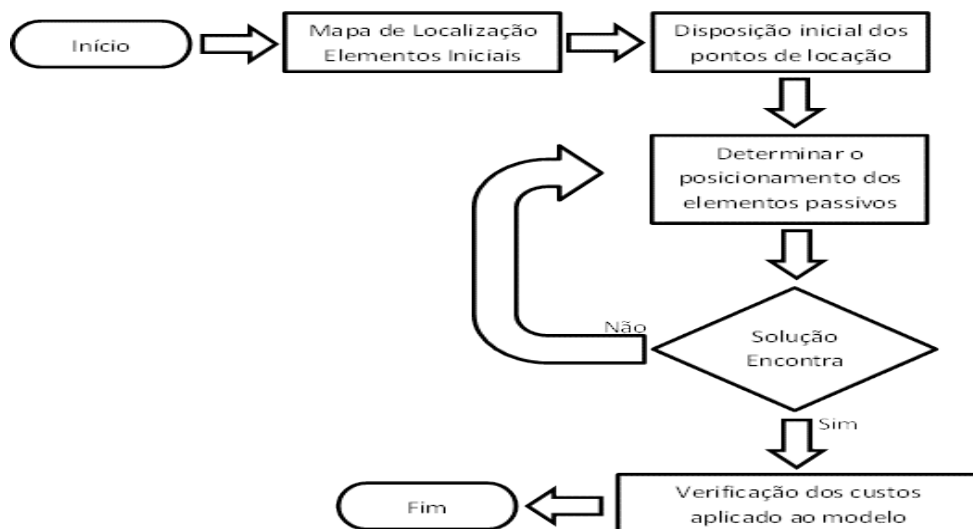 Início
Mapa de Localização
Elementos Iniciais
Disposição inicial dos
pontos de locação
Determinar o
posicionamento dos
elementos passivos
Não
Solução
Encontra
Sim
Verificação dos custos
aplicado ao modelo
Fim